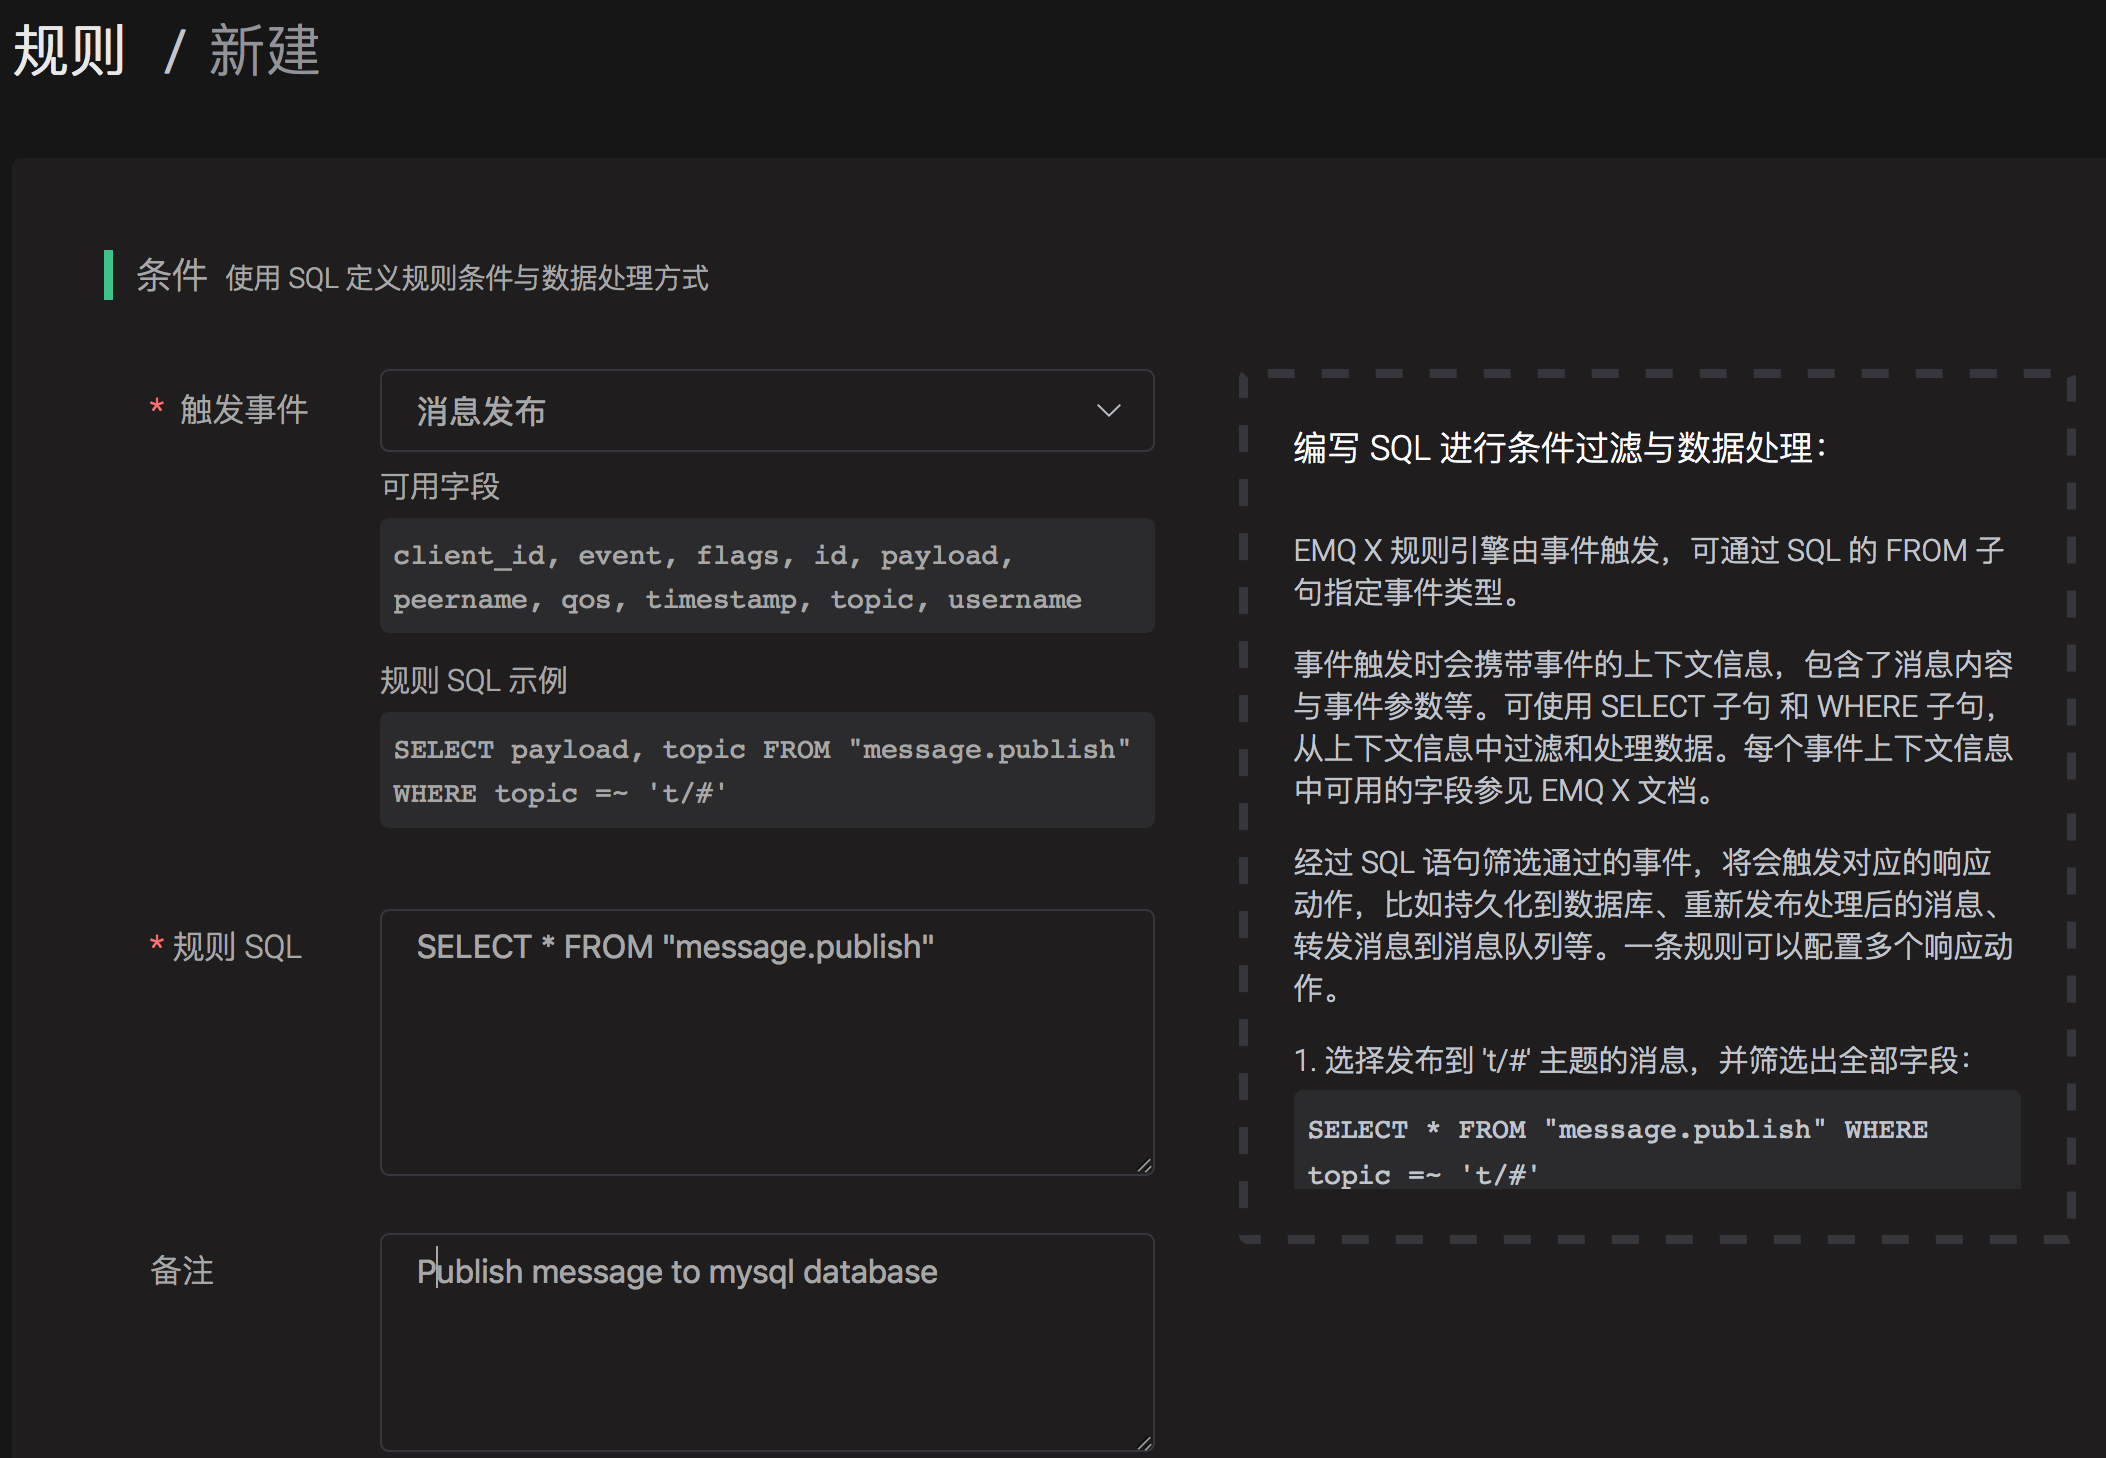 规则 / 新建
条件 使用 SQL 定义规则条件与数据处理方式
* 触发事件
消息发布
可用字段
client_id, event, flags, id, payload,
peername, qos, timestamp, topic, username
规则 SQL 示例
SELECT payload, topic FROM "message.publish"
WHERE topic =~ 't/#'
* 规则 SQL
SELECT * FROM "message.publish"
备注
Publish message to mysql database
编写 SQL 进行条件过滤与数据处理：
EMQ X 规则引擎由事件触发，可通过 SQL 的 FROM 子
句指定事件类型。
事件触发时会携带事件的上下文信息，包含了消息内容
与事件参数等。可使用 SELECT 子句 和 WHERE 子句，
从上下文信息中过滤和处理数据。每个事件上下文信息
中可用的字段参见 EMQ X 文档。
经过 SQL 语句筛选通过的事件，将会触发对应的响应
动作，比如持久化到数据库、重新发布处理后的消息、
转发消息到消息队列等。一条规则可以配置多个响应动
作。
1. 选择发布到 't/#' 主题的消息，并筛选出全部字段：
SELECT * FROM "message.publish" WHERE
topic =~ 't/#'